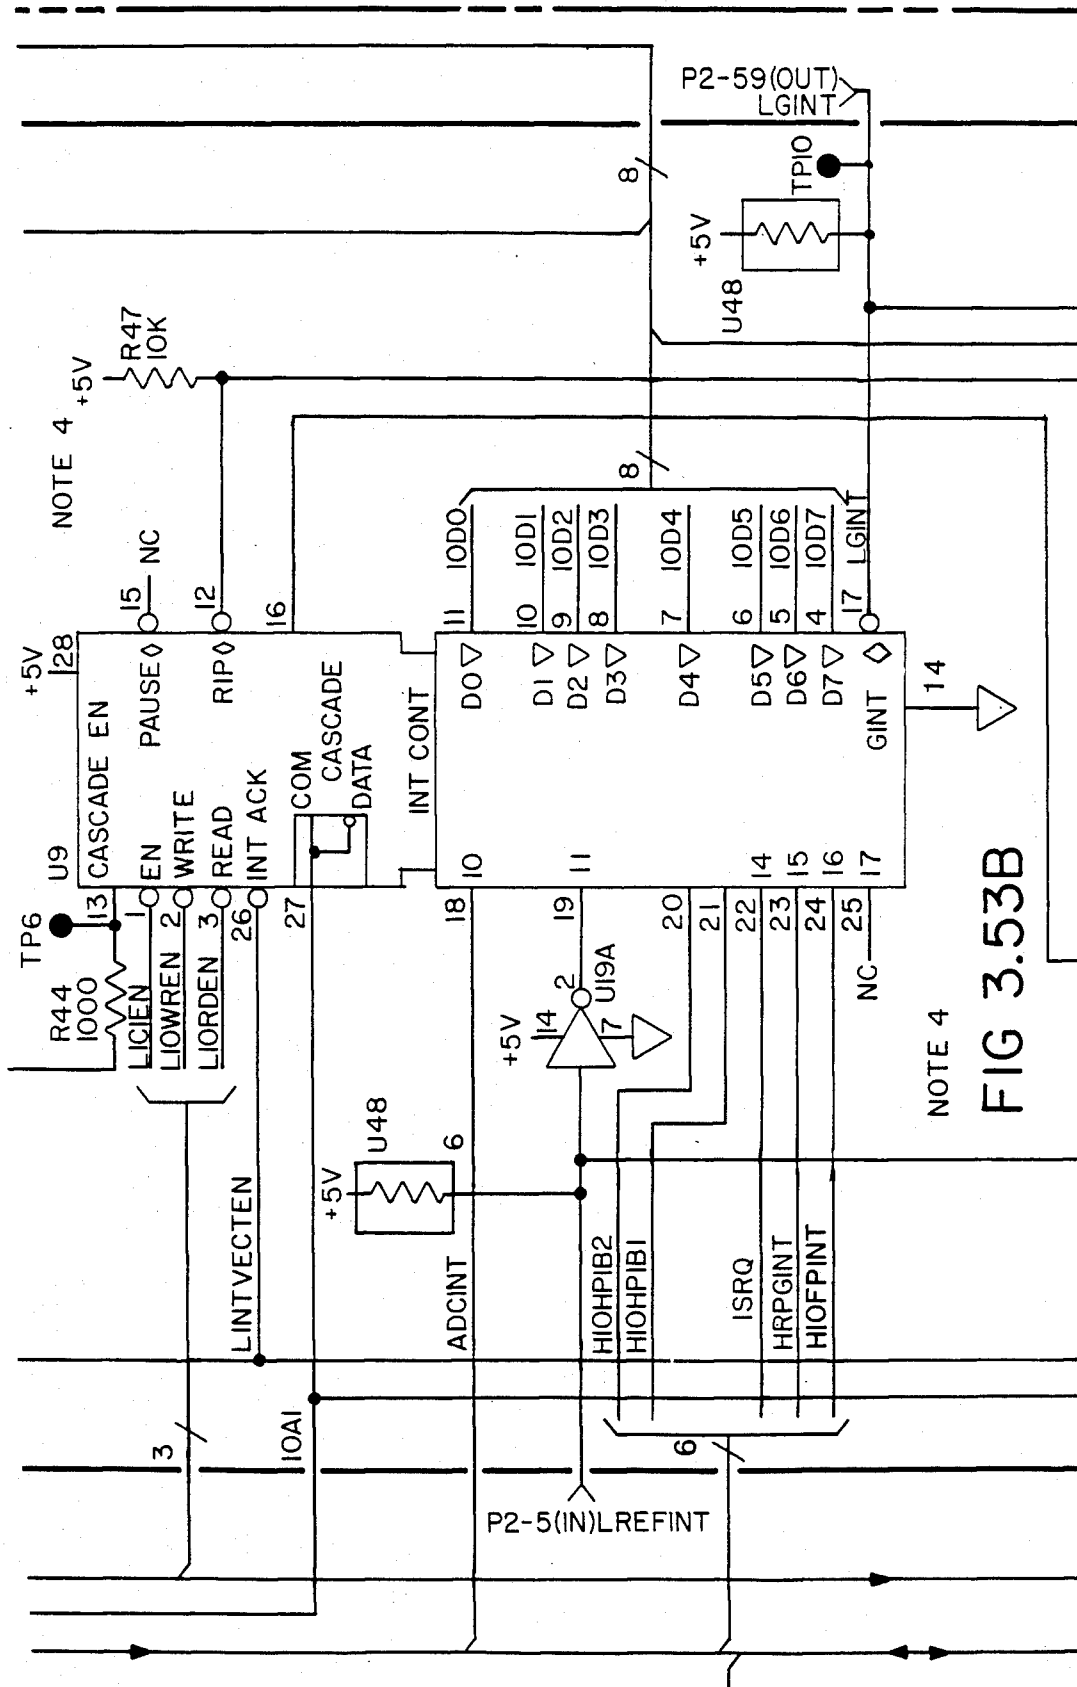 P2-59(OUT)
LGINT
8
TP10
+5V
U48
R47
10K
+5V
NOTE 4
8
IOD0
IOD1
IOD2
IOD3
IOD4
IOD5
IOD6
IOD7
LGINT
NC
15
12
16
11
10
9
8
7
6
5
4
17
+5V
28
CASCADE EN
PAUSE
RIP
COM
CASCADE
DATA
INT CONT
D0
D1
D2
D3
D4
D5
D6
D7
GINT
14
U9
EN
WRITE
READ
INT ACK
10
11
14
15
16
17
TP6
13
1
2
3
26
27
18
19
20
21
22
23
24
25
R44
1000
LICIEN
LIOWREN
LIORDEN
+5V
14
2
U19A
7
NC
NOTE 4
FIG 3.53B
U48
+5V
6
LINTVECTEN
ADCINT
HIOHPIB2
HIOHPIB1
ISRQ
HRPGINT
HIOFPINT
3
IOA1
6
P2-5(IN)LREFINT